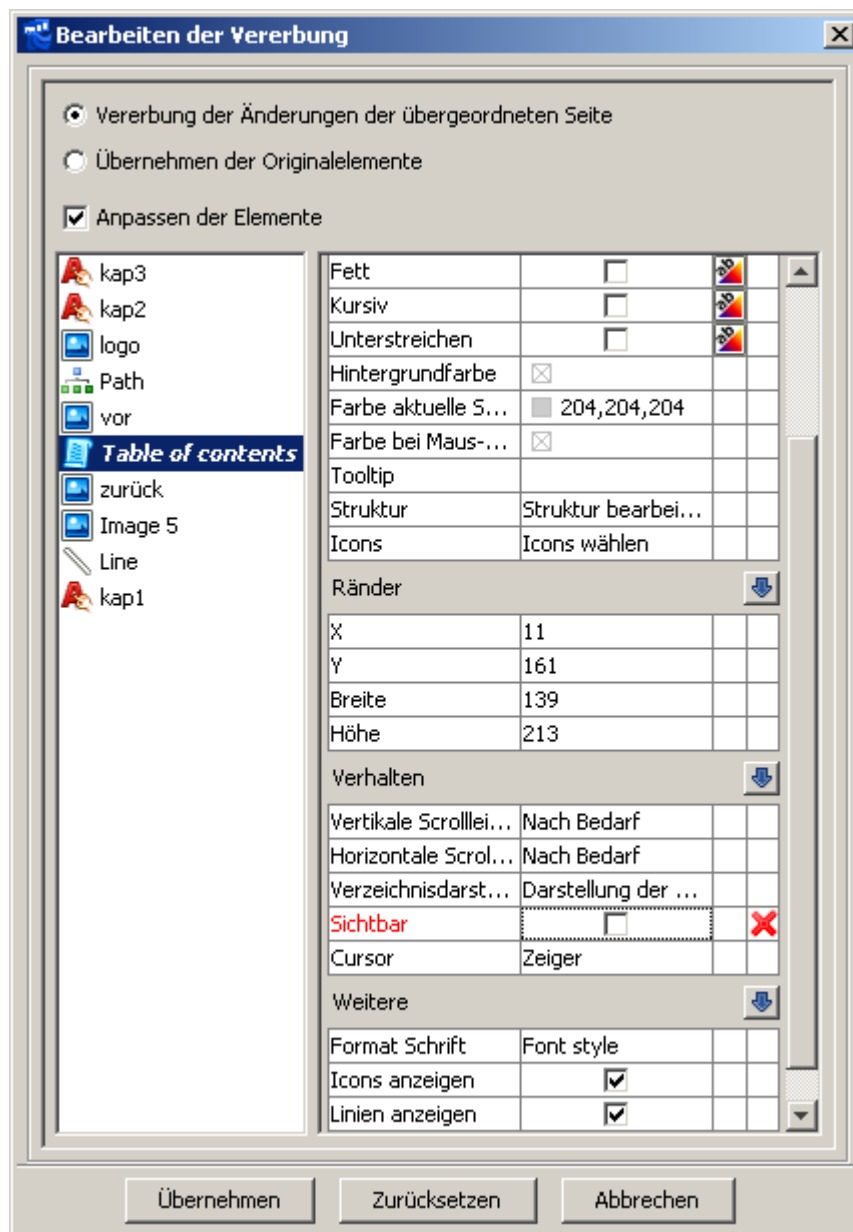 Bearbeiten der Vererbung
Vererbung der Änderungen der übergeordneten Seite
Übernehmen der Originalelemente
Anpassen der Elemente
kap3
kap2
logo
Path
vor
Table of contents
zurück
Image 5
Line
kap1
Fett
Kursiv
Unterstreichen
Hintergrundfarbe
Farbe aktuelle S... 204,204,204
Farbe bei Maus-...
Tooltip
Struktur Struktur bearbei...
Icons Icons wählen
Ränder
X 11
Y 161
Breite 139
Höhe 213
Verhalten
Vertikale Scrolllei... Nach Bedarf
Horizontale Scrol... Nach Bedarf
Verzeichnisdarst... Darstellung der ...
Sichtbar
Cursor Zeiger
Weitere
Format Schrift Font style
Icons anzeigen
Linien anzeigen
Übernehmen Zurücksetzen Abbrechen